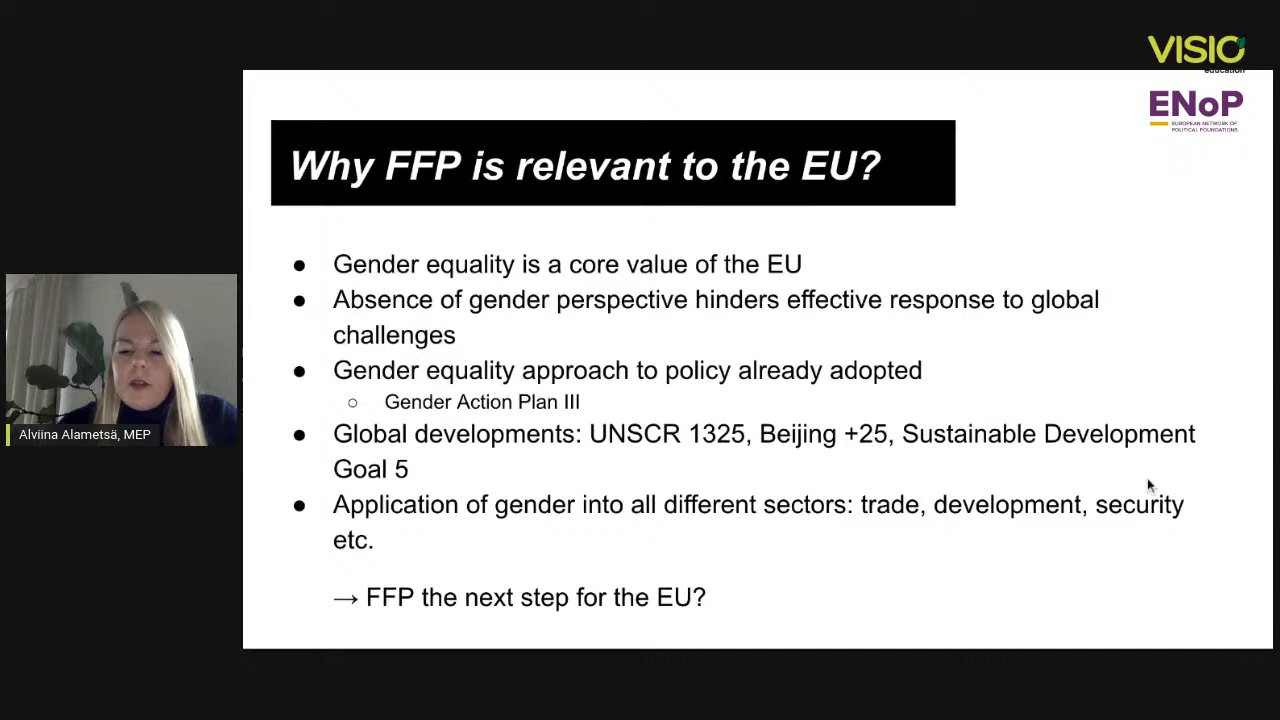 VISIO
education
ENoP
EUROPEAN NETWORK OF
POLITICAL FOUNDATIONS
Why FFP is relevant to the EU?
● Gender equality is a core value of the EU
● Absence of gender perspective hinders effective response to global
challenges
● Gender equality approach to policy already adopted
○ Gender Action Plan III
● Global developments: UNSCR 1325, Beijing +25, Sustainable Development
Goal 5
● Application of gender into all different sectors: trade, development, security
etc.
→ FFP the next step for the EU?
Alviina Alametsä, MEP